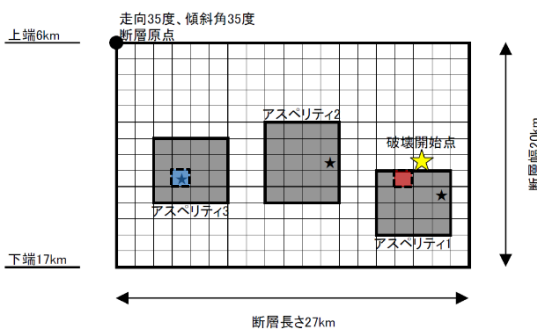 走向35度、傾斜角35度
上端6km
断層原点
アスペリティ2
破壊開始点
断層幅20km
アスペリティ3
アスペリティ1
下端17km
断層長さ27km